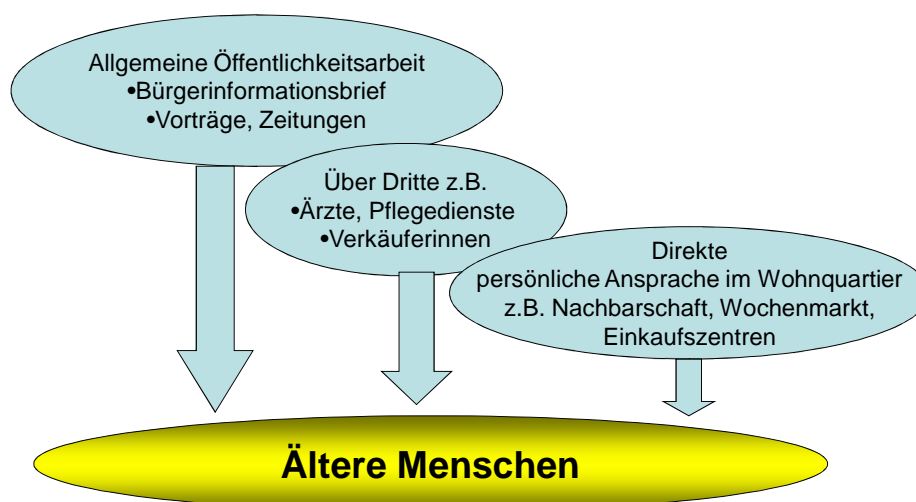 Allgemeine Öffentlichkeitsarbeit
•Bürgerinformationsbrief
•Vorträge, Zeitungen
Über Dritte z.B.
•Ärzte, Pflegedienste
•Verkäuferinnen
Direkte
persönliche Ansprache im Wohnquartier
z.B. Nachbarschaft, Wochenmarkt,
Einkaufszentren
Ältere Menschen